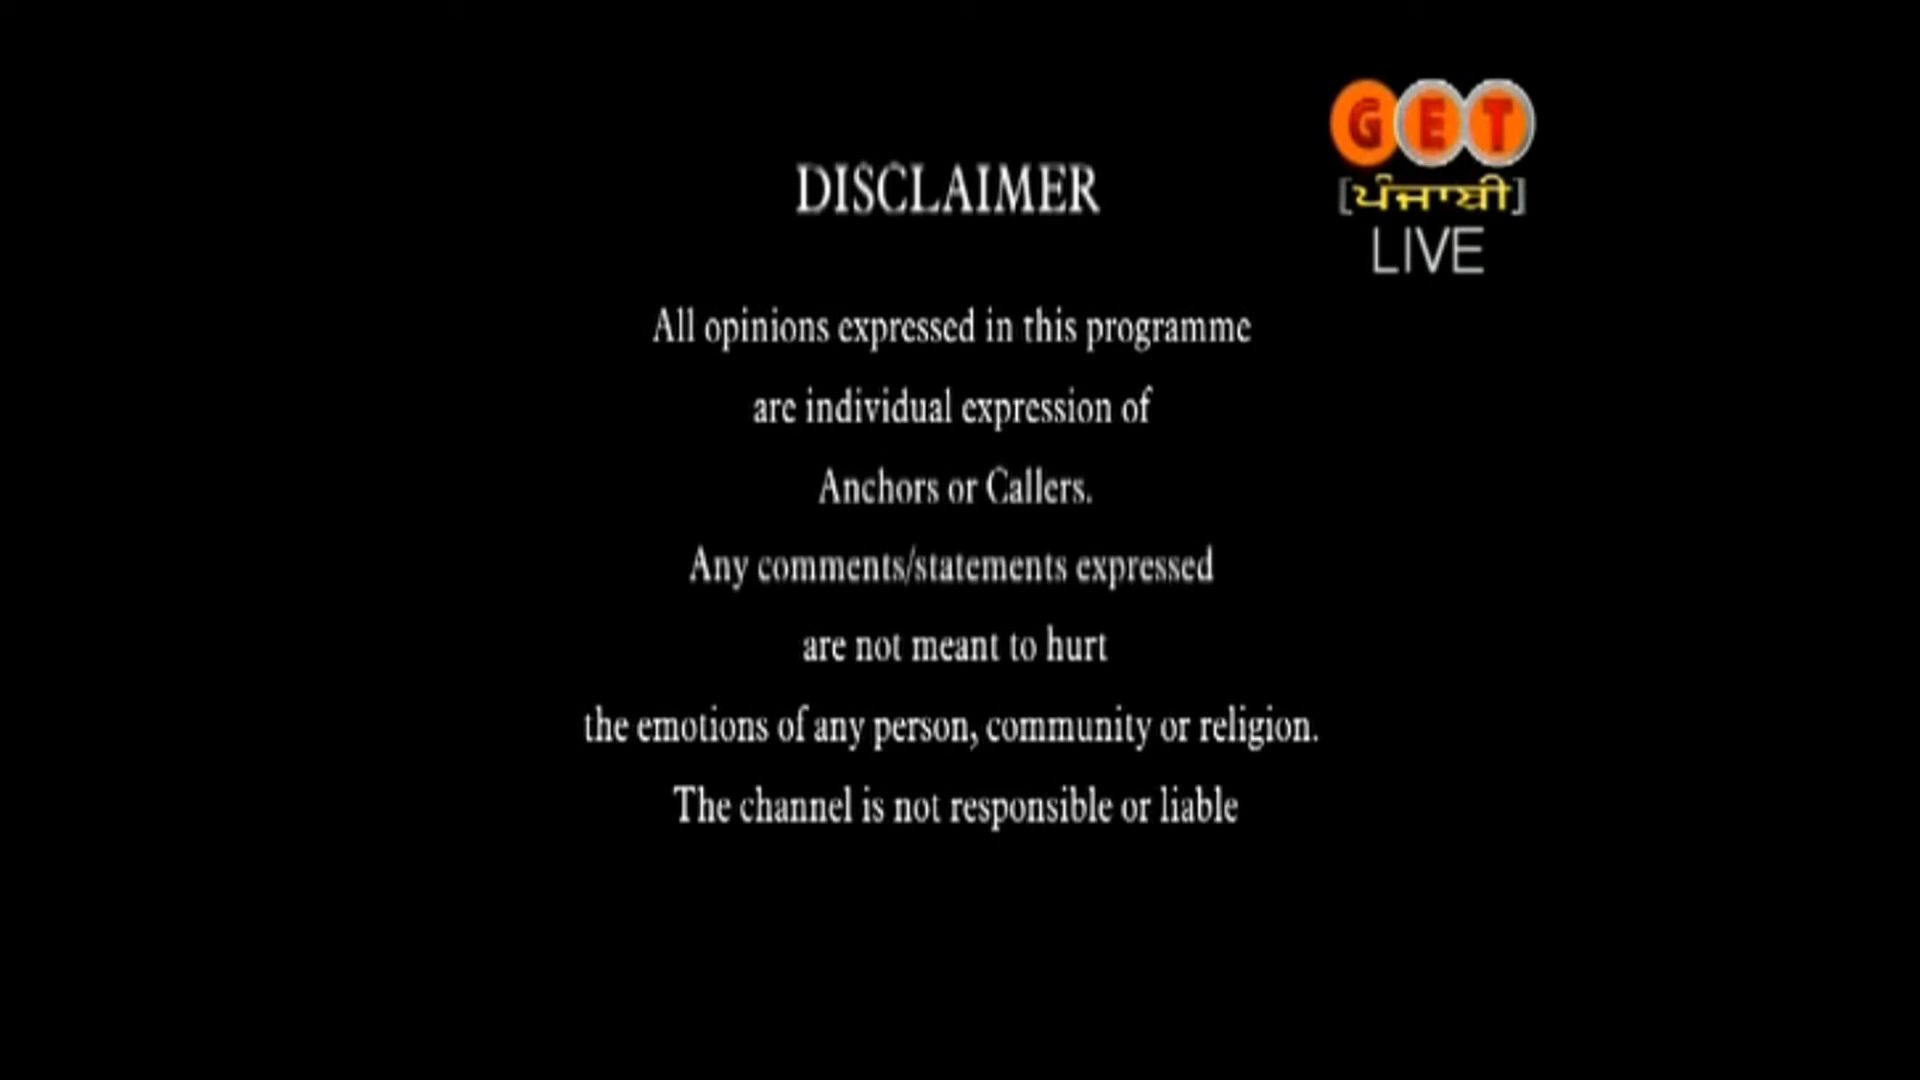 GET
[ਪੰਜਾਬੀ]
LIVE
DISCLAIMER
All opinions expressed in this programme
are individual expression of
Anchors or Callers.
Any comments/statements expressed
are not meant to hurt
the emotions of any person, community or religion.
The channel is not responsible or liable